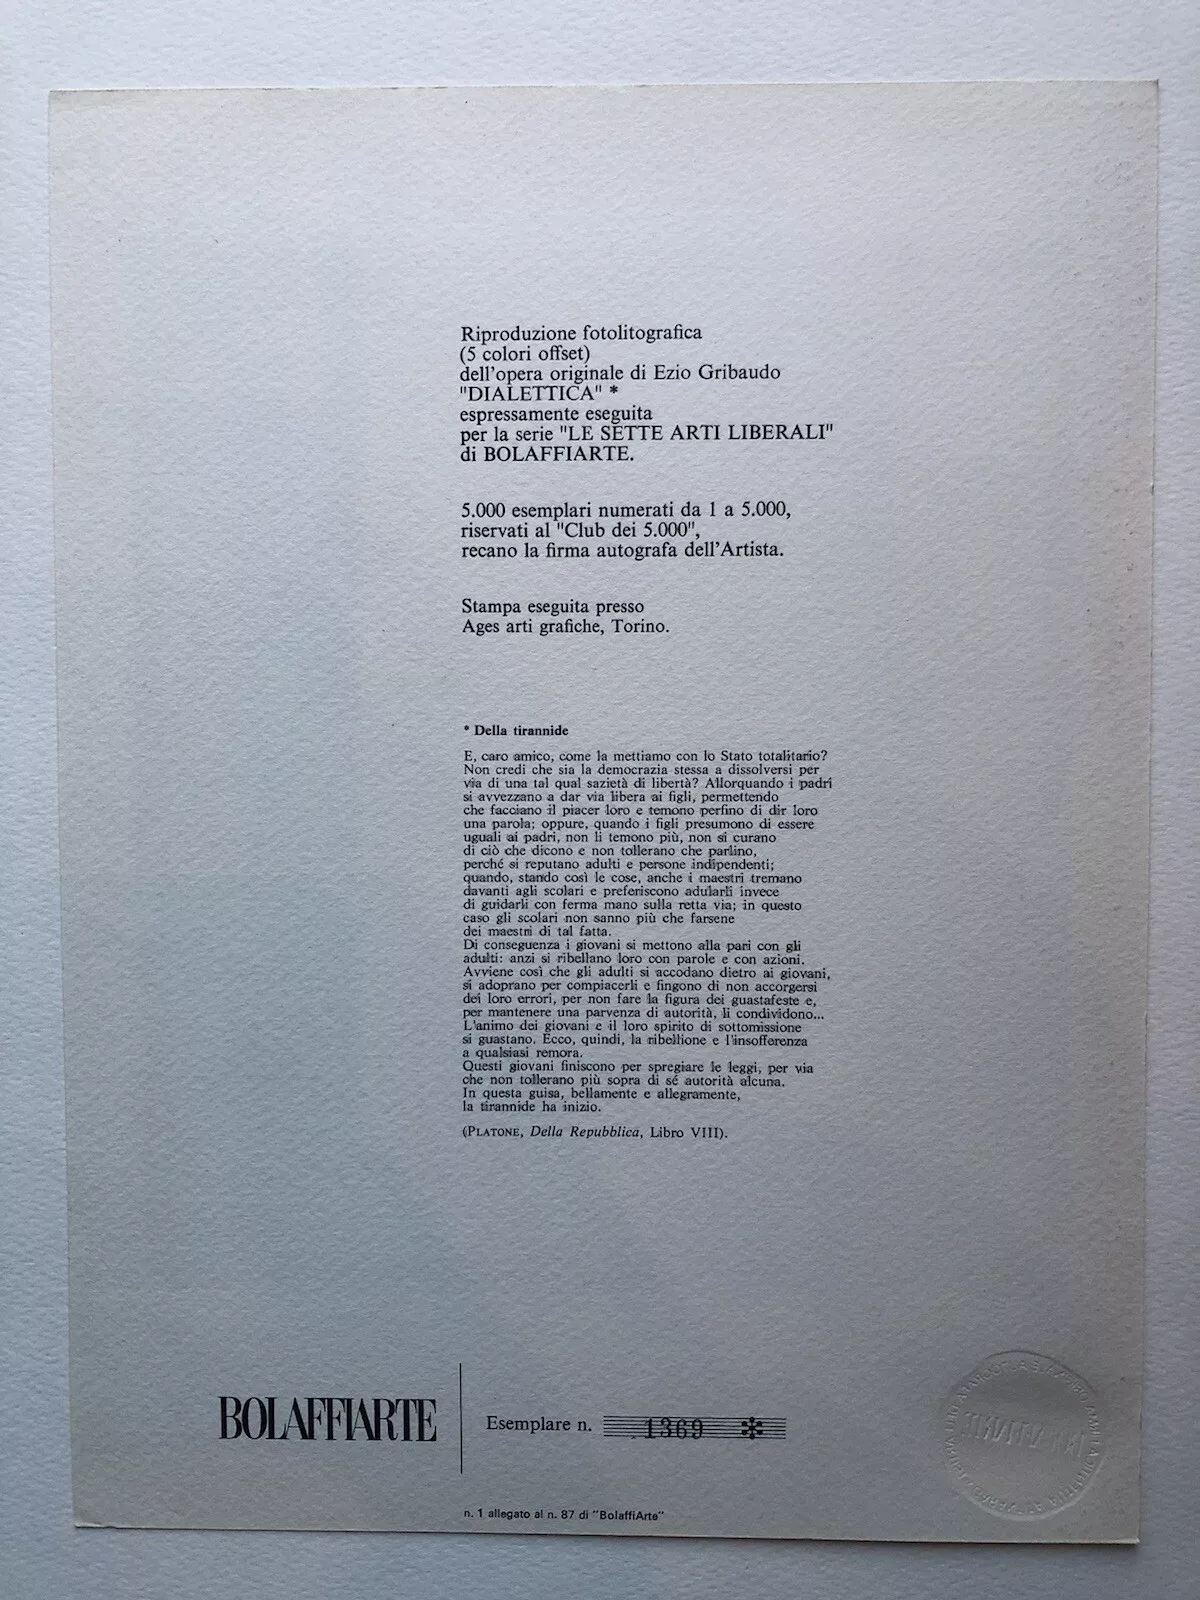 Riproduzione fotolitografica
(5 colori offset)
dell'opera originale di Ezio Gribaudo
"DIALETTICA" *
espressamente eseguita
per la serie "LE SETTE ARTI LIBERALI"
di BOLAFFIARTE.
5.000 esemplari numerati da 1 a 5.000,
riservati al "Club dei 5.000",
recano la firma autografa dell'Artista.
Stampa eseguita presso
Ages arti grafiche, Torino.
* Della tirannide
E, caro amico, come la mettiamo con lo Stato totalitario?
Non credi che sia la democrazia stessa a dissolversi per
via di una tal qual sazietà di libertà? Allorquando i padri
si avvezzano a dar via libera ai figli, permettendo
che facciano il piacer loro e temono perfino di dir loro
una parola; oppure, quando i figli presumono di essere
uguali ai padri, non li temono più, non si curano
di ciò che dicono e non tollerano che parlino,
perché si reputano adulti e persone indipendenti;
quando, stando così le cose, anche i maestri tremano
davanti agli scolari e preferiscono adularli invece
di guidarli con ferma mano sulla retta via; in questo
caso gli scolari non sanno più che farsene
dei maestri di tal fatta.
Di conseguenza i giovani si mettono alla pari con gli
adulti: anzi si ribellano loro con parole e con azioni.
Avviene così che gli adulti si accodano dietro ai giovani,
si adoprano per compiacerli e fingono di non accorgersi
dei loro errori, per non fare la figura dei guastafeste e,
per mantenere una parvenza di autorità, li condividono...
L'animo dei giovani e il loro spirito di sottomissione
si guastano. Ecco, quindi, la ribellione e l'insofferenza
a qualsiasi remora.
Questi giovani finiscono per spregiare le leggi, per via
che non tollerano più sopra di sé autorità alcuna.
In questa guisa, bellamente e allegramente,
la tirannide ha inizio.
(PLATONE, Della Repubblica, Libro VIII).
BOLAFFIARTE
Esemplare n. 1369 *
n. 1 allegato al n. 87 di "BolaffiArte"